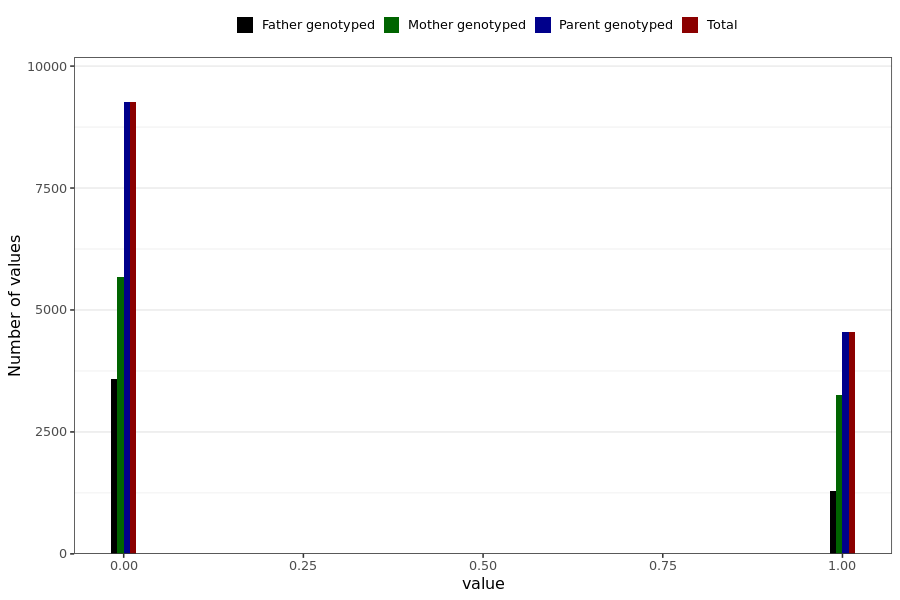 Father genotyped Mother genotyped Parent genotyped Total
10000
7500
5000
2500
0
Number of values
0.00 0.25 0.50 0.75 1.00
value